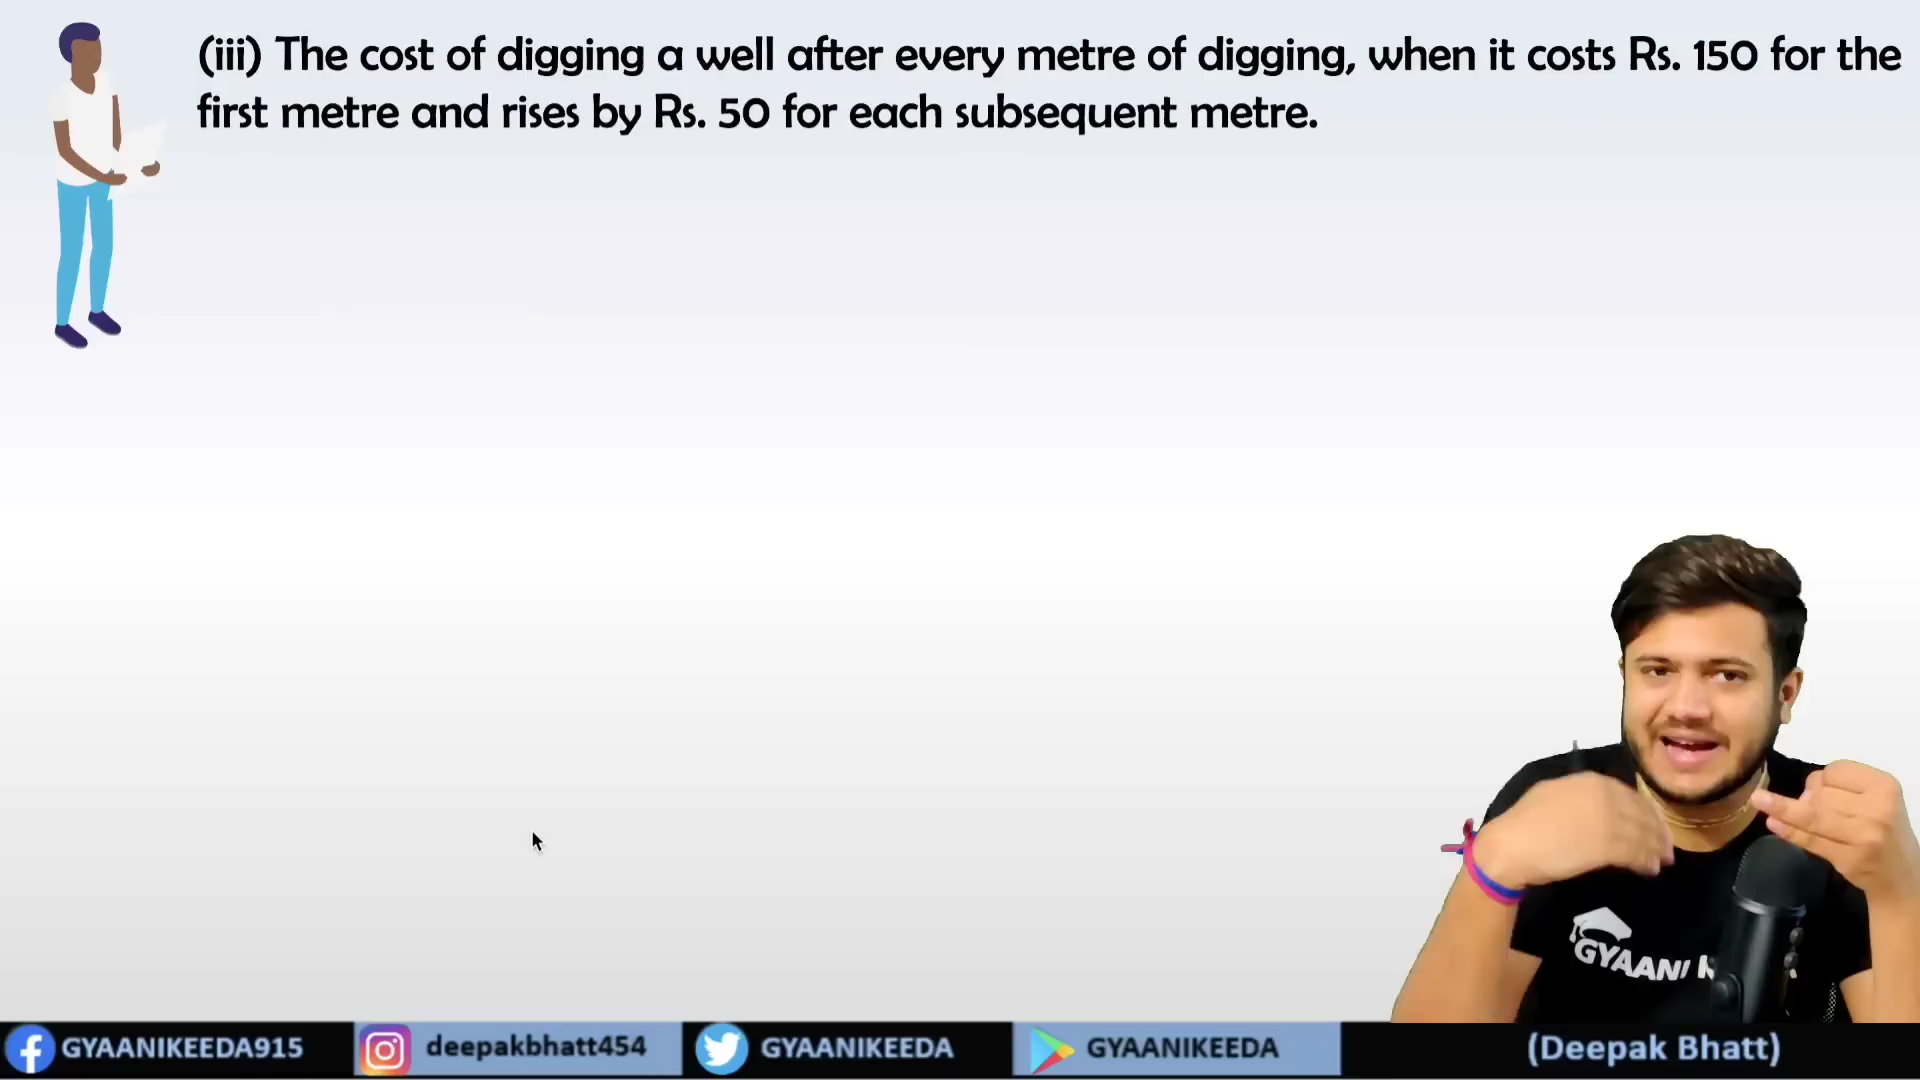 (iii) The cost of digging a well after every metre of digging, when it costs Rs. 150 for the
first metre and rises by Rs. 50 for each subsequent metre.
GYAANI
GYAANIKEEDA915
deepakbhatt454
GYAANIKEEDA
GYAANIKEEDA
(Deepak Bhatt)